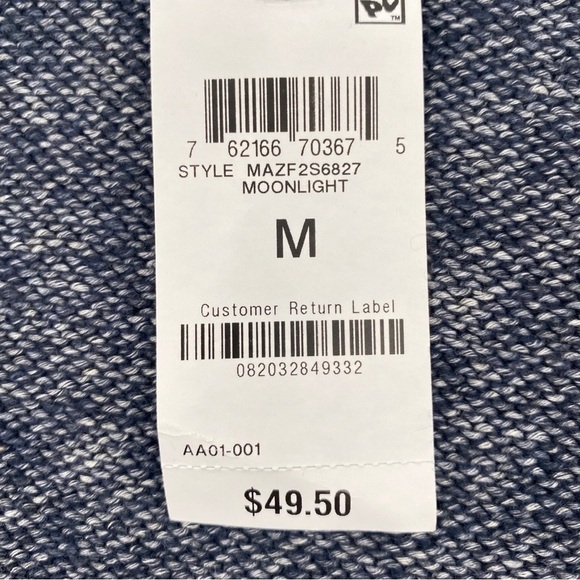 7 62166 70367 5
STYLE MAZF2S6827
MOONLIGHT
M
Customer Return Label
082032849332
AA01-001
$49.50